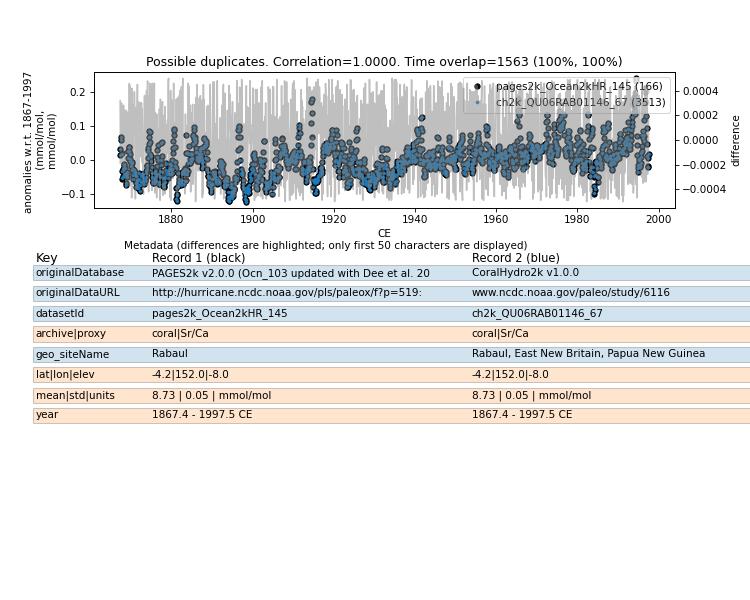 Possible duplicates. Correlation=1.0000. Time overlap=1563 (100%, 100%)
anomalies w.r.t. 1867-1997
(mmol/mol,
mmol/mol)
0.2
0.1
0.0
−0.1
pages2k_Ocean2kHR_145 (166)
ch2k_QU06RAB01146_67 (3513)
0.0004
0.0002
0.0000
−0.0002
−0.0004
difference
1880 1900 1920 1940 1960 1980 2000
CE
Metadata (differences are highlighted; only first 50 characters are displayed)
Key Record 1 (black) Record 2 (blue)
originalDatabase PAGES2k v2.0.0 (Ocn_103 updated with Dee et al. 20 CoralHydro2k v1.0.0
originalDataURL http://hurricane.ncdc.noaa.gov/pls/paleox/f?p=519: www.ncdc.noaa.gov/paleo/study/6116
datasetId pages2k_Ocean2kHR_145 ch2k_QU06RAB01146_67
archive|proxy coral|Sr/Ca coral|Sr/Ca
geo_siteName Rabaul Rabaul, East New Britain, Papua New Guinea
lat|lon|elev -4.2|152.0|-8.0 -4.2|152.0|-8.0
mean|std|units 8.73 | 0.05 | mmol/mol 8.73 | 0.05 | mmol/mol
year 1867.4 - 1997.5 CE 1867.4 - 1997.5 CE